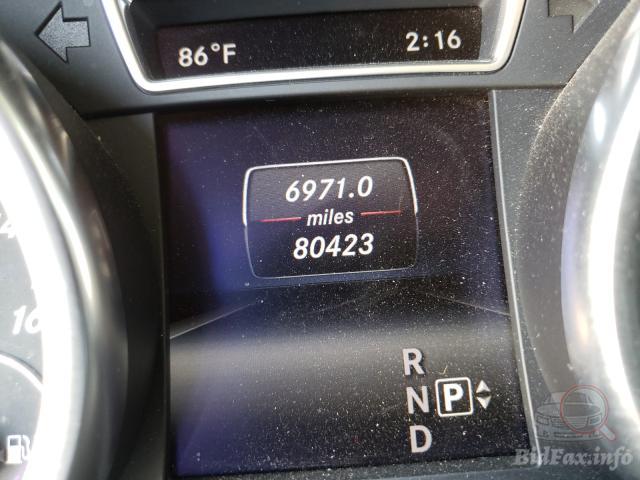 86°F 2:16
6971.0
miles
80423
R
N P
D
BidFax.info